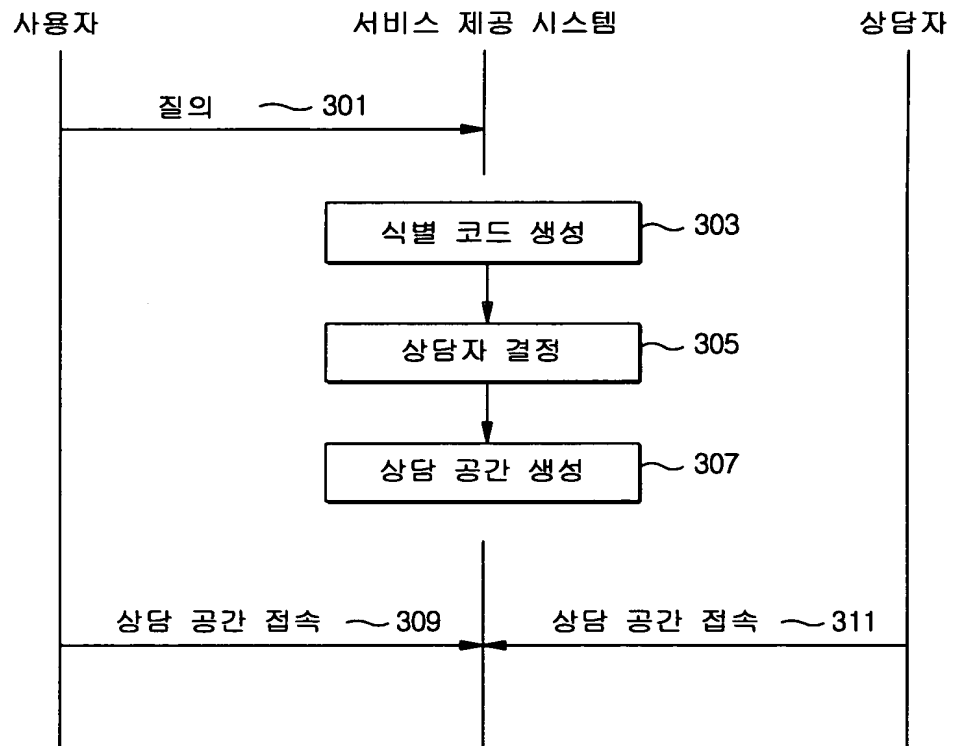 사용자 서비스 제공 시스템 상담자
질의 301
식별 코드 생성 303
상담자 결정 305
상담 공간 생성 307
상담 공간 접속 309 상담 공간 접속 311